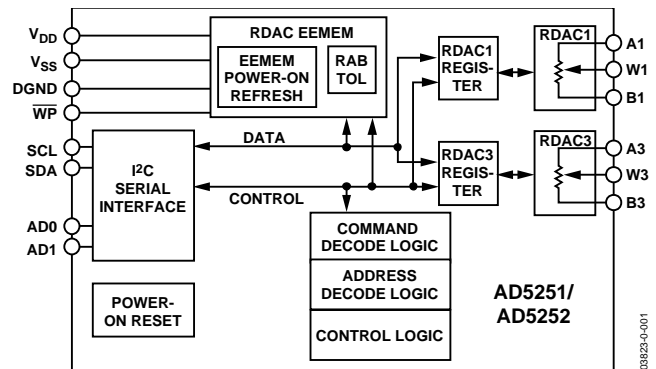 VDD
VSS
DGND
WP
SCL
SDA
AD0
AD1
RDAC EEMEM
EEMEM
POWER-ON
REFRESH
RAB
TOL
DATA
I2C
SERIAL
INTERFACE
CONTROL
POWER-
ON RESET
COMMAND
DECODE LOGIC
ADDRESS
DECODE LOGIC
CONTROL LOGIC
RDAC1
REGIS-
TER
RDAC3
REGIS-
TER
RDAC1
RDAC3
A1
W1
B1
A3
W3
B3
AD5251/
AD5252
03823-0-001